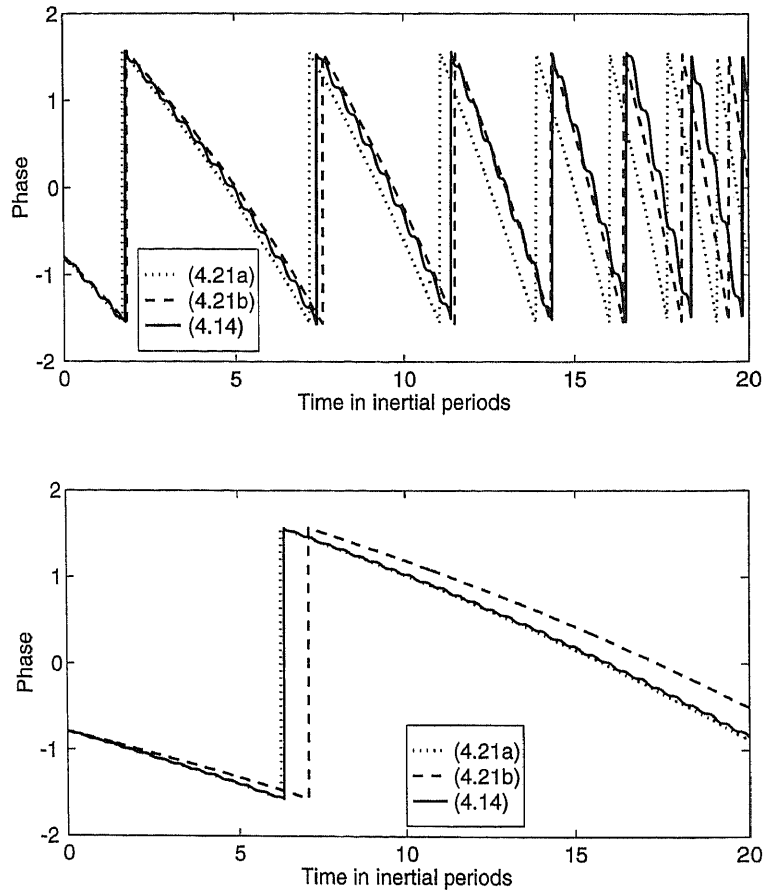 2
1
0
-1
-2
Phase
(4.21a)
(4.21b)
(4.14)
0 5 10 15 20
Time in inertial periods
2
1
0
-1
-2
Phase
(4.21a)
(4.21b)
(4.14)
0 5 10 15 20
Time in inertial periods